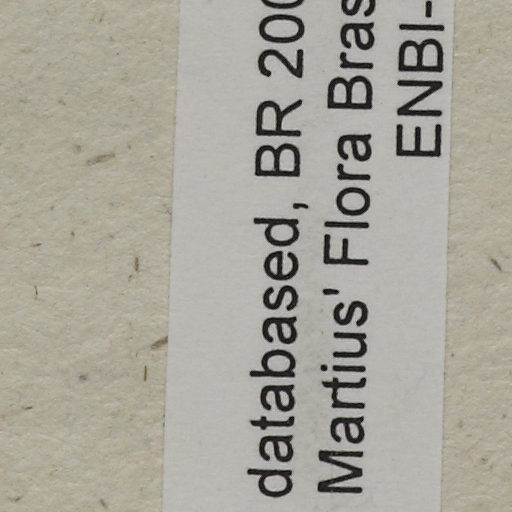 databased, BR 200
Martius' Flora Bras
ENBI-